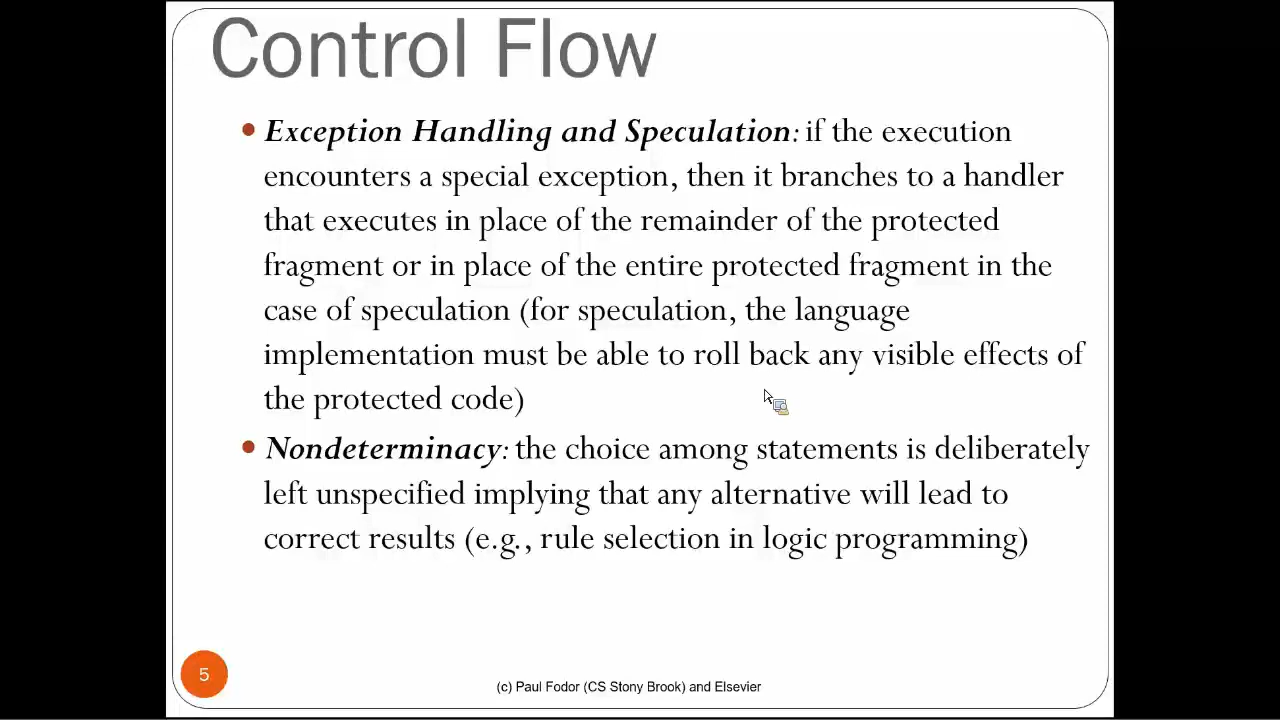 Control Flow
• Exception Handling and Speculation: if the execution
encounters a special exception, then it branches to a handler
that executes in place of the remainder of the protected
fragment or in place of the entire protected fragment in the
case of speculation (for speculation, the language
implementation must be able to roll back any visible effects of
the protected code)
• Nondeterminacy: the choice among statements is deliberately
left unspecified implying that any alternative will lead to
correct results (e.g., rule selection in logic programming)
5
(c) Paul Fodor (CS Stony Brook) and Elsevier